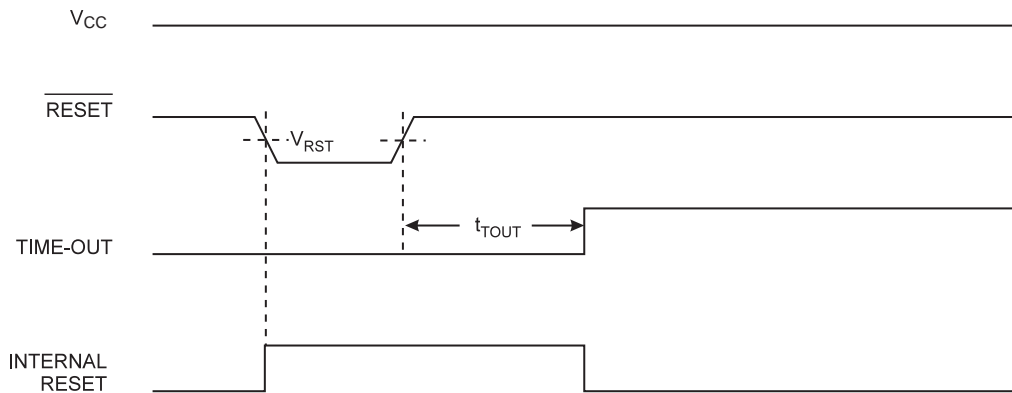 VCC
RESET
VRST
tTOUT
TIME-OUT
INTERNAL
RESET